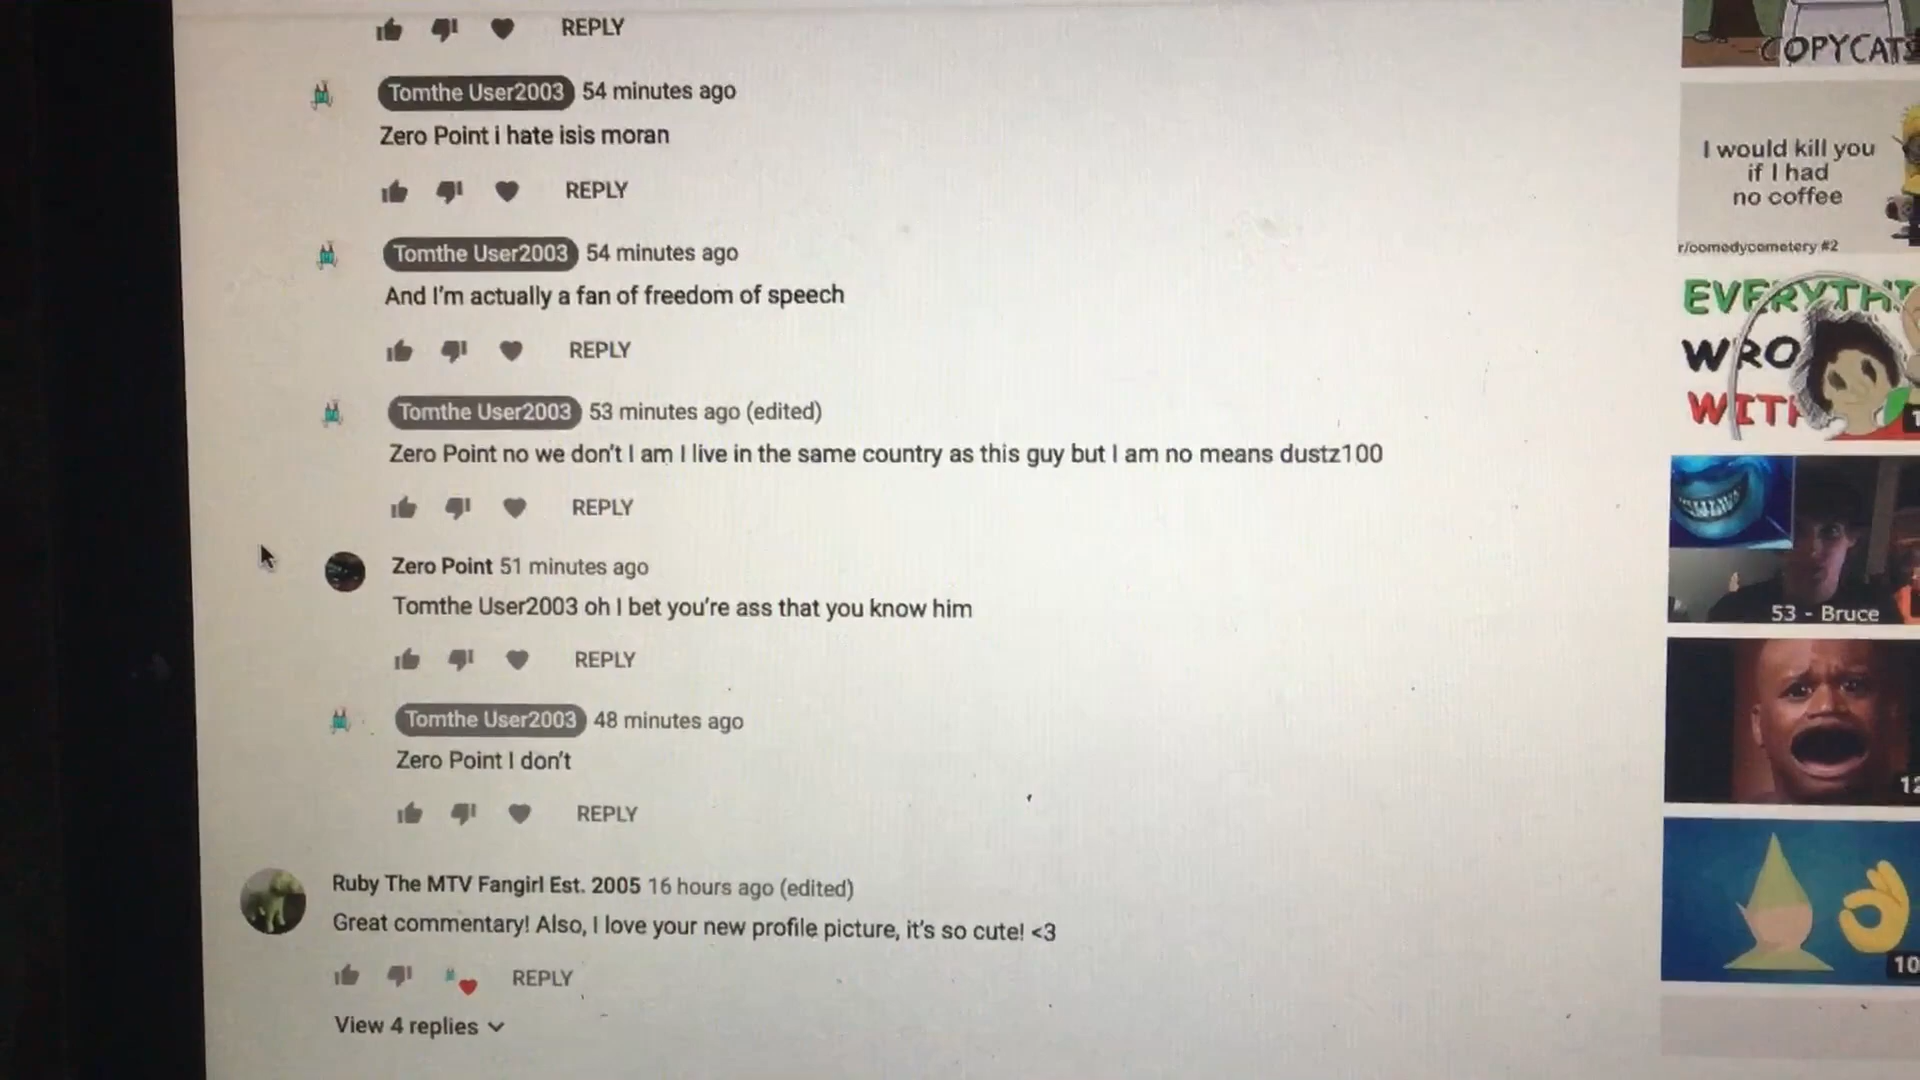 REPLY
Tomthe User2003 54 minutes ago
Zero Point i hate isis moran
REPLY
Tomthe User2003 54 minutes ago
And I'm actually a fan of freedom of speech
REPLY
Tomthe User2003 53 minutes ago (edited)
Zero Point no we don't I am I live in the same country as this guy but I am no means dustz100
REPLY
Zero Point 51 minutes ago
Tomthe User2003 oh I bet you're ass that you know him
REPLY
Tomthe User2003 48 minutes ago
Zero Point I don't
REPLY
Ruby The MTV Fangirl Est. 2005 16 hours ago (edited)
Great commentary! Also, I love your new profile picture, it's so cute! <3
REPLY
View 4 replies
COPYCATS
I would kill you
if I had
no coffee
r/comedycemetery #2
EVERYTHI
WRO
WITH
53 - Bruce
12
10